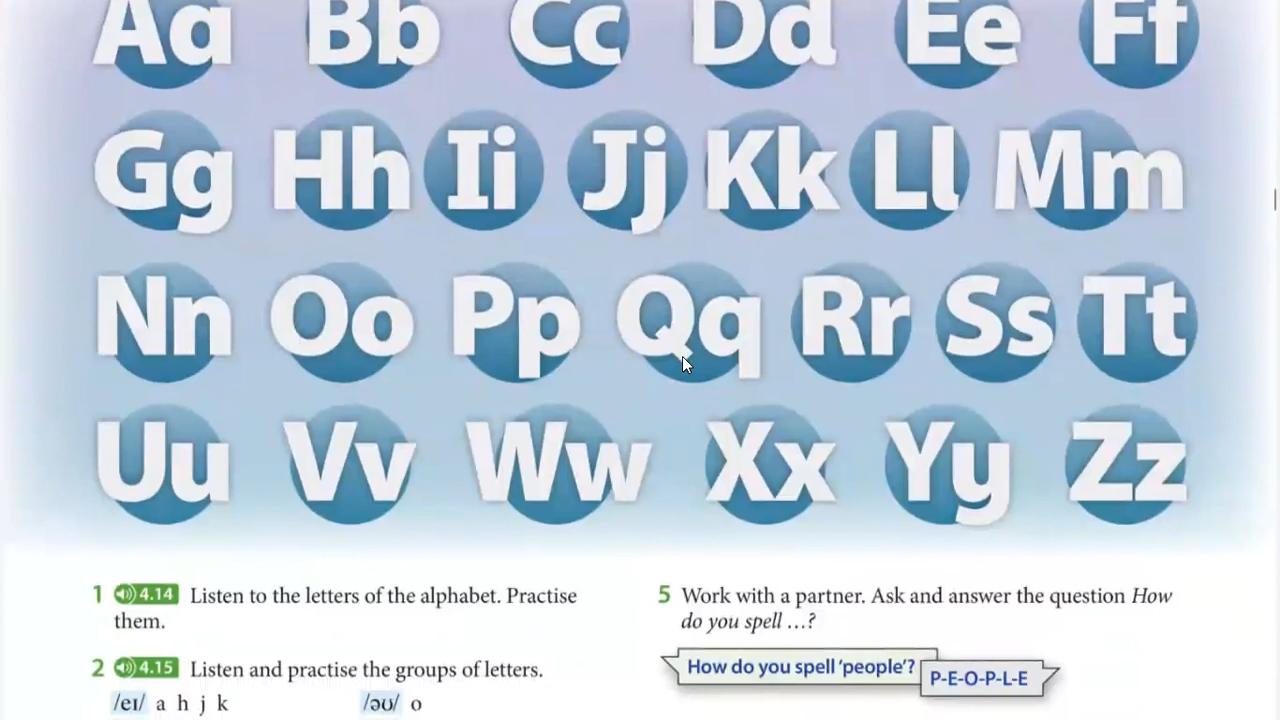 Aa Bb Cc Dd Ee Ff
Gg Hh Ii Jj Kk Ll Mm
Nn Oo Pp Qq Rr Ss Tt
Uu Vv Ww Xx Yy Zz
1 4.14 Listen to the letters of the alphabet. Practise
them.
2 4.15 Listen and practise the groups of letters.
/eɪ/ a h j k
/əʊ/ o
5 Work with a partner. Ask and answer the question How
do you spell …?
How do you spell ‘people’?
P-E-O-P-L-E